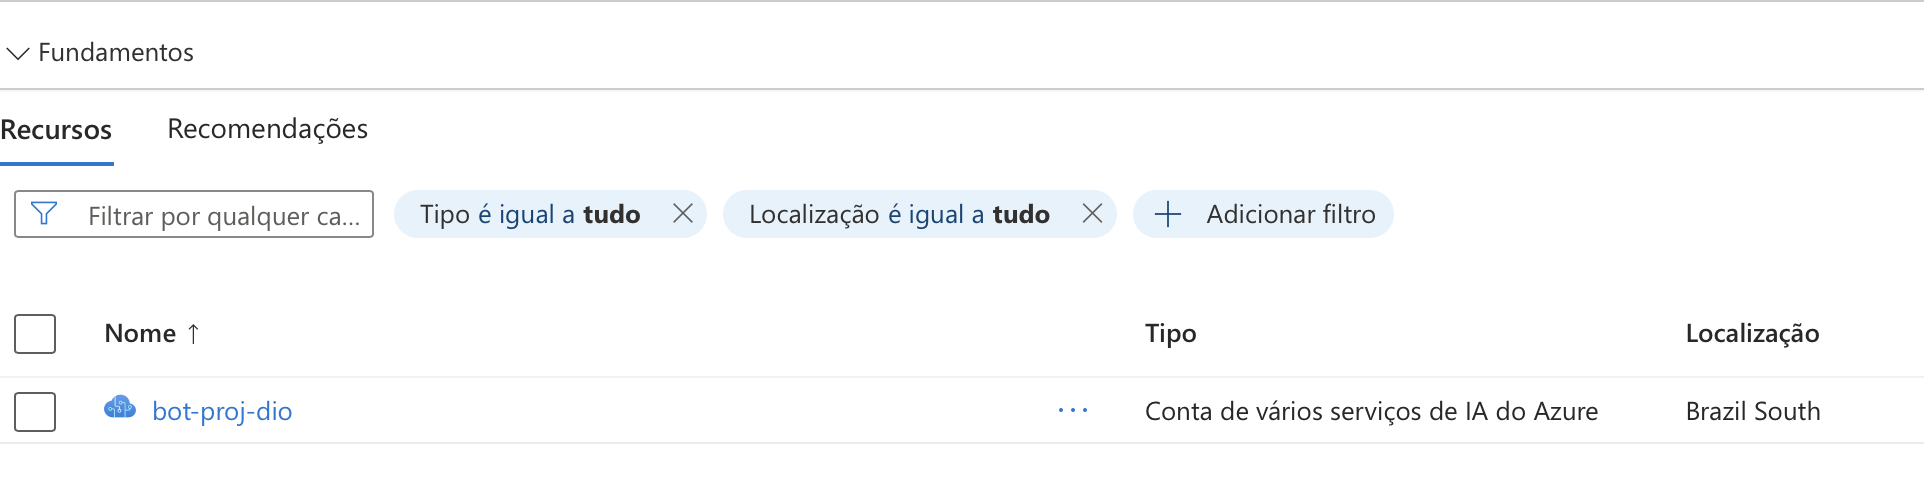 Fundamentos
Recursos Recomendações
Filtrar por qualquer ca... Tipo é igual a tudo Localização é igual a tudo Adicionar filtro
Nome ↑ Tipo Localização
bot-proj-dio ... Conta de vários serviços de IA do Azure Brazil South